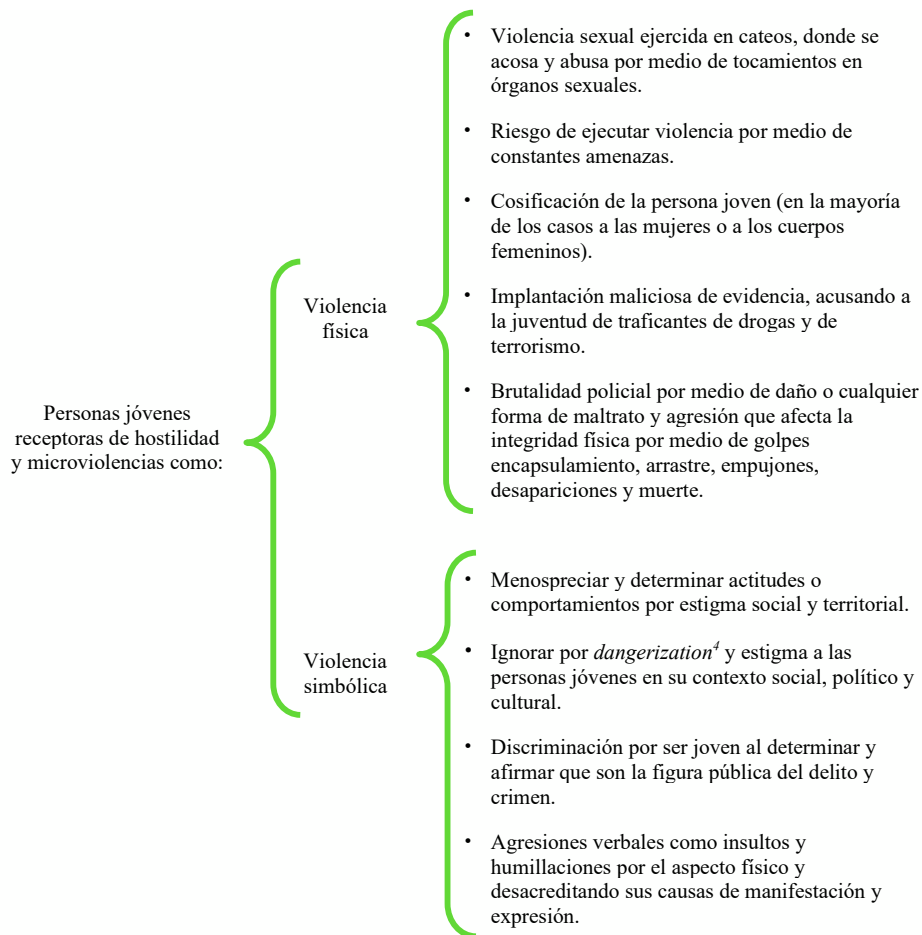 Personas jóvenes
receptoras de hostilidad
y microviolencias como:
Violencia
física
• Violencia sexual ejercida en cateos, donde se
acosa y abusa por medio de tocamientos en
órganos sexuales.
• Riesgo de ejecutar violencia por medio de
constantes amenazas.
• Cosificación de la persona joven (en la mayoría
de los casos a las mujeres o a los cuerpos
femeninos).
• Implantación maliciosa de evidencia, acusando a
la juventud de traficantes de drogas y de
terrorismo.
• Brutalidad policial por medio de daño o cualquier
forma de maltrato y agresión que afecta la
integridad física por medio de golpes
encapsulamiento, arrastre, empujones,
desapariciones y muerte.
Violencia
simbólica
• Menospreciar y determinar actitudes o
comportamientos por estigma social y territorial.
• Ignorar por dangerization⁴ y estigma a las
personas jóvenes en su contexto social, político y
cultural.
• Discriminación por ser joven al determinar y
afirmar que son la figura pública del delito y
crimen.
• Agresiones verbales como insultos y
humillaciones por el aspecto físico y
desacreditando sus causas de manifestación y
expresión.